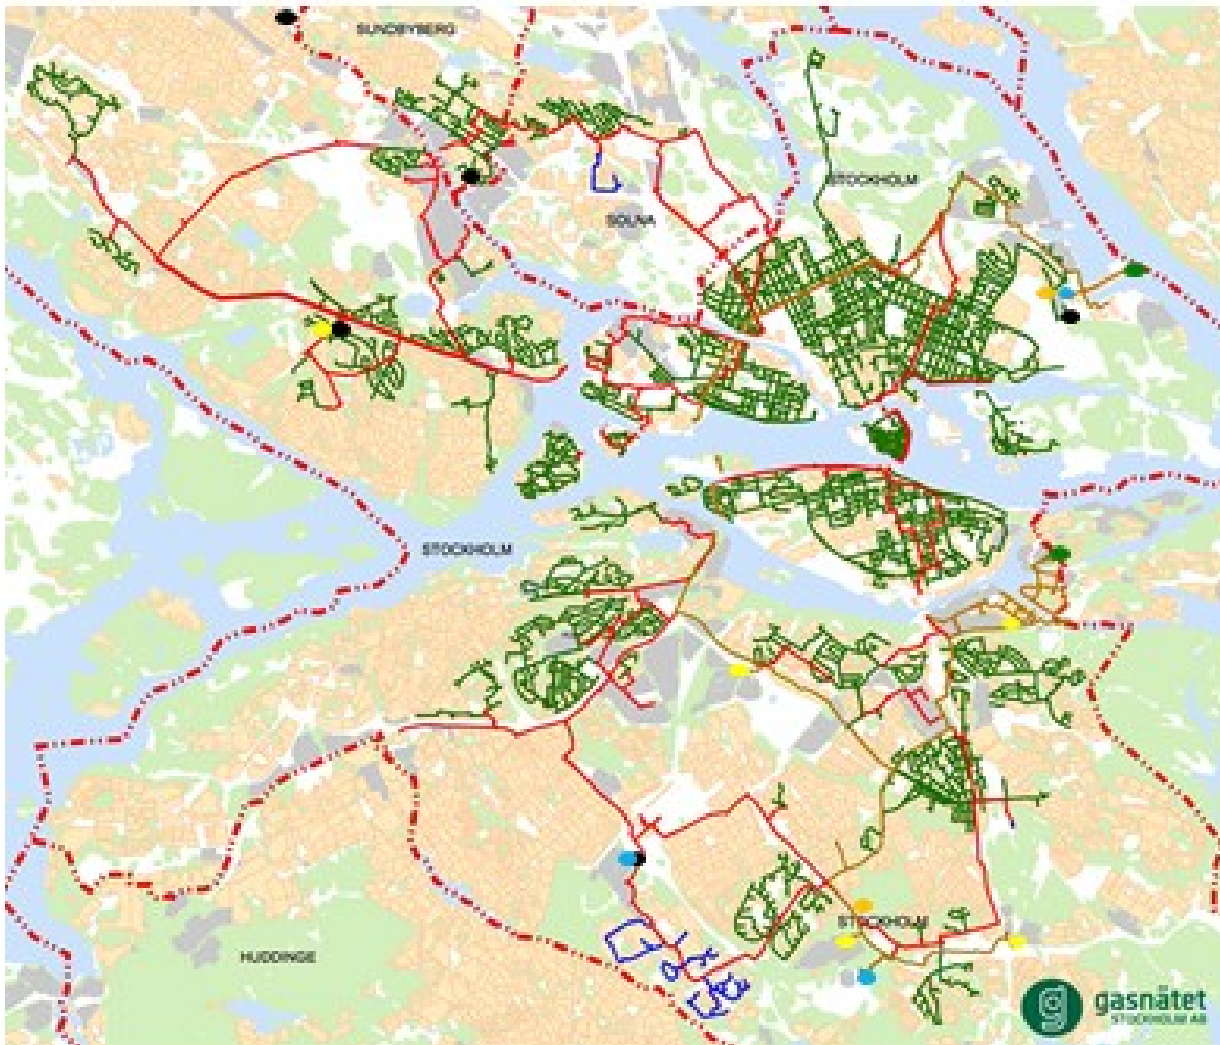 SUNDBYBERG
STOCKHOLM
SOLNA
STOCKHOLM
STOCKHOLM
HUDDINGE
g
gasnätet
STOCKHOLM AB